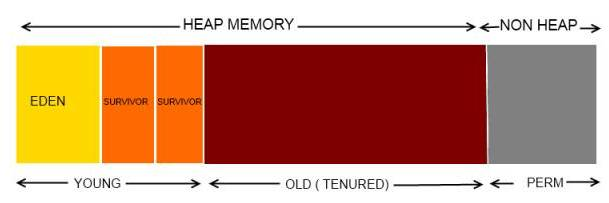 HEAP MEMORY
NON HEAP
EDEN
SURVIVOR
SURVIVOR
YOUNG
OLD ( TENURED)
PERM